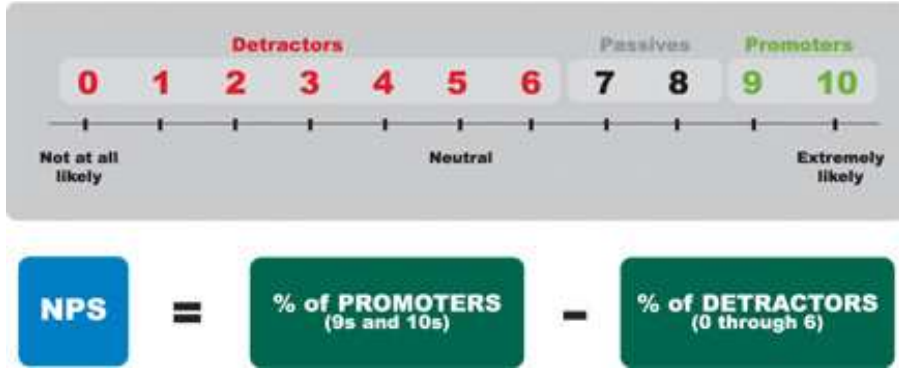 Detractors Passives Promoters
0 1 2 3 4 5 6 7 8 9 10
Not at all likely Neutral Extremely likely
NPS = % of PROMOTERS - % of DETRACTORS
(9s and 10s) (0 through 6)